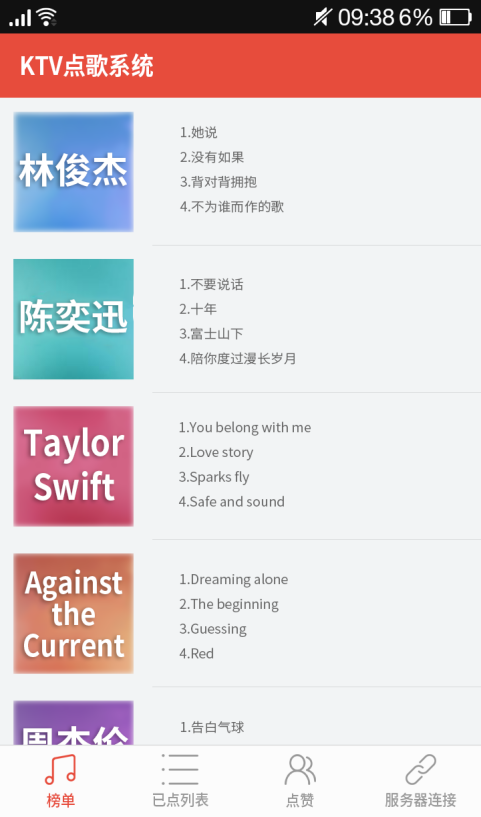 09:38 6%
KTV点歌系统
林俊杰
1.她说
2.没有如果
3.背对背拥抱
4.不为谁而作的歌
陈奕迅
1.不要说话
2.十年
3.富士山下
4.陪你度过漫长岁月
Taylor
Swift
1.You belong with me
2.Love story
3.Sparks fly
4.Safe and sound
Against
the
Current
1.Dreaming alone
2.The beginning
3.Guessing
4.Red
周杰伦
1.告白气球
榜单
已点列表
点赞
服务器连接